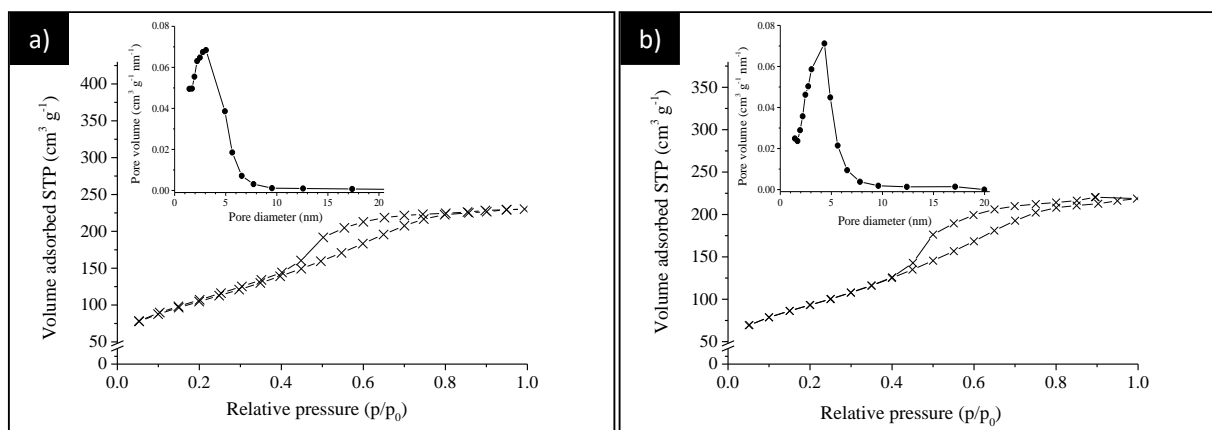 a)
Volume adsorbed STP (cm³ g⁻¹)
400
350
300
250
200
150
100
50
0
0.0 0.2 0.4 0.6 0.8 1.0
Relative pressure (p/p₀)
Pore volume (cm³ g⁻¹ nm⁻¹)
0.08
0.06
0.04
0.02
0.00
0 5 10 15 20
Pore diameter (nm)
b)
Volume adsorbed STP (cm³ g⁻¹)
350
300
250
200
150
100
50
0
0.0 0.2 0.4 0.6 0.8 1.0
Relative pressure (p/p₀)
Pore volume (cm³ g⁻¹ nm⁻¹)
0.08
0.06
0.04
0.02
0.00
0 5 10 15 20
Pore diameter (nm)